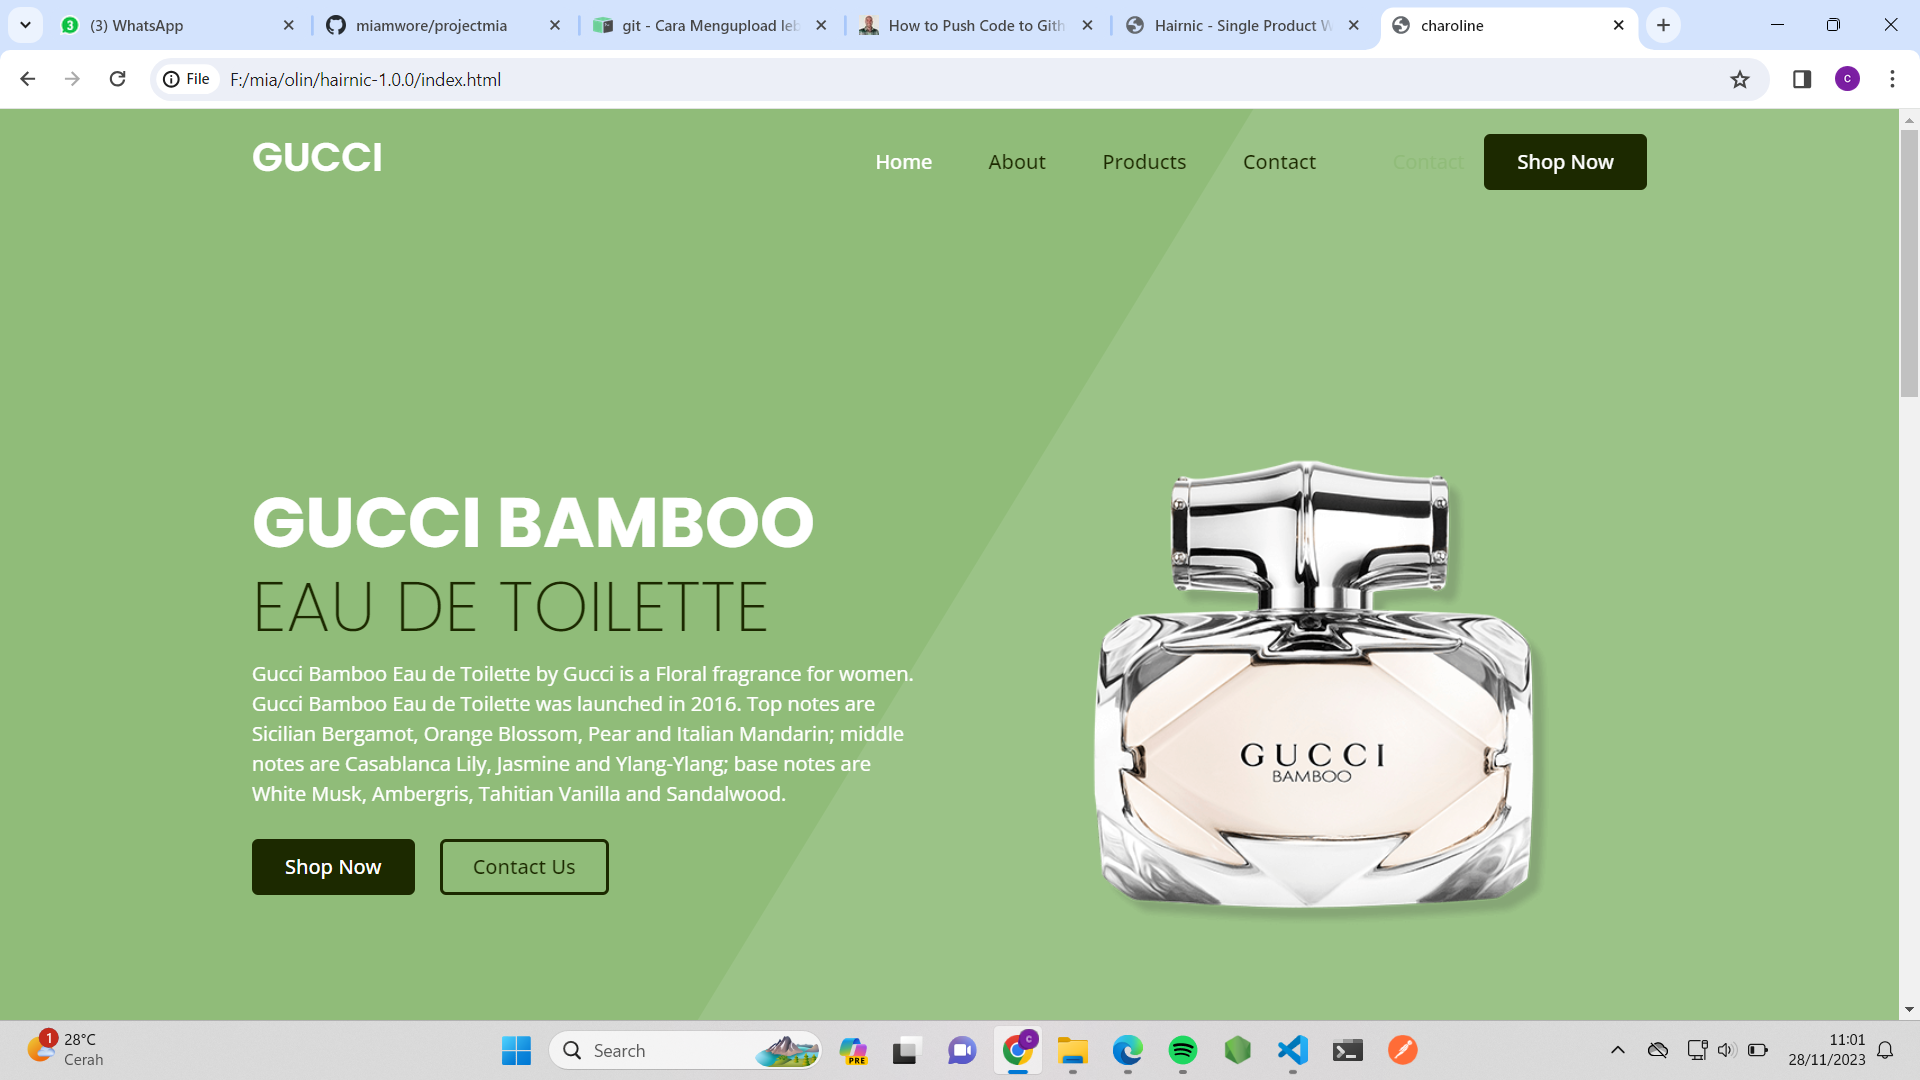 (3) WhatsApp
miamwore/projectmia
git - Cara Mengupload leb
How to Push Code to Gith
Hairnic - Single Product W
charoline
File
F:/mia/olin/hairnic-1.0.0/index.html
c
GUCCI
Home
About
Products
Contact
Contact
Shop Now
GUCCI BAMBOO
EAU DE TOILETTE
Gucci Bamboo Eau de Toilette by Gucci is a Floral fragrance for women.
Gucci Bamboo Eau de Toilette was launched in 2016. Top notes are
Sicilian Bergamot, Orange Blossom, Pear and Italian Mandarin; middle
notes are Casablanca Lily, Jasmine and Ylang-Ylang; base notes are
White Musk, Ambergris, Tahitian Vanilla and Sandalwood.
Shop Now
Contact Us
GUCCI
BAMBOO
1
28°C
Cerah
Search
PRE
c
11:01
28/11/2023